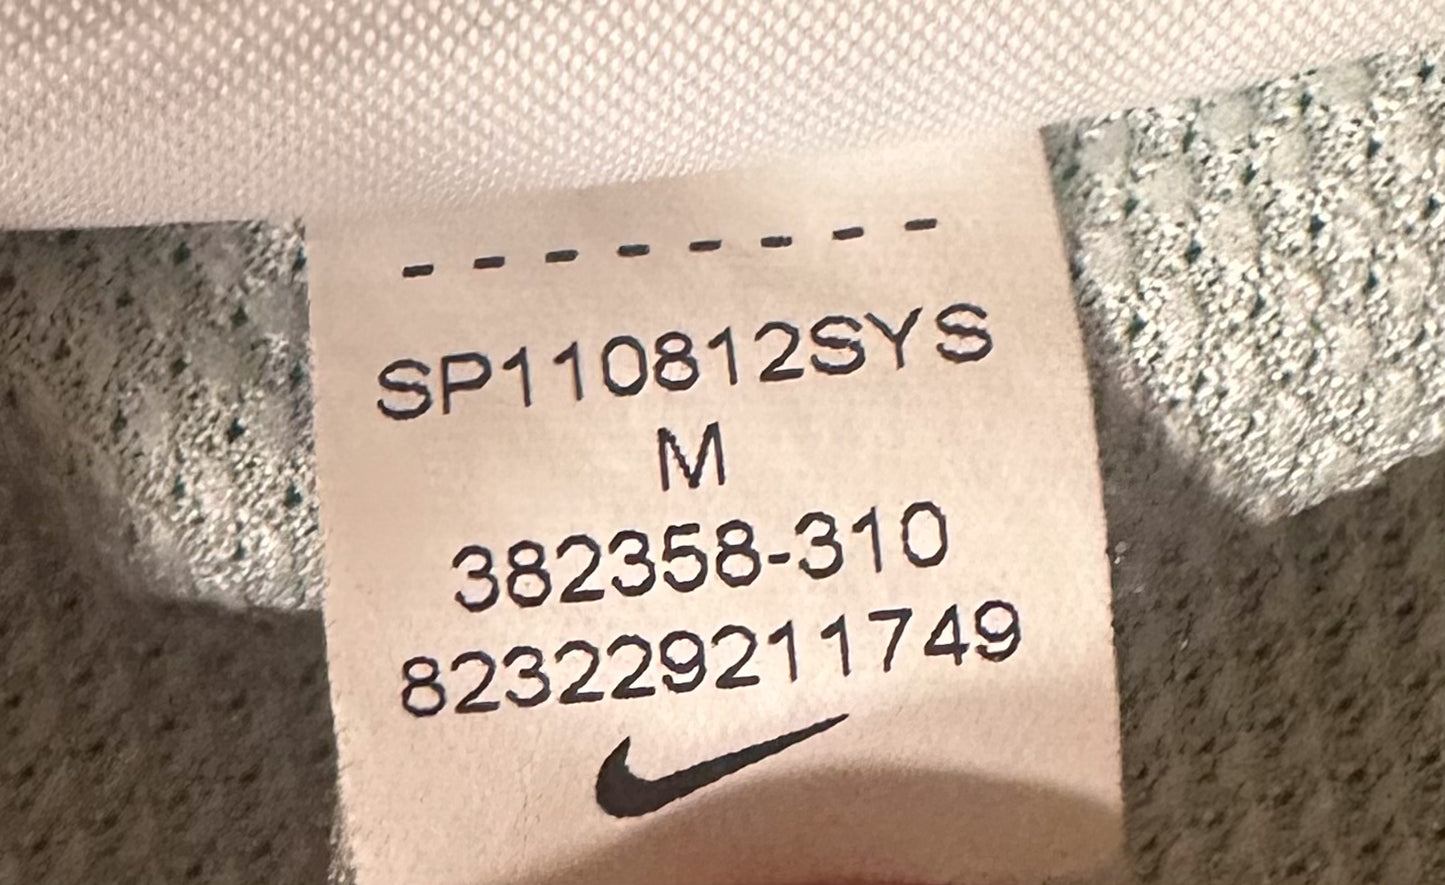 - - - - - - - -
SP110812SYS
M
382358-310
823229211749